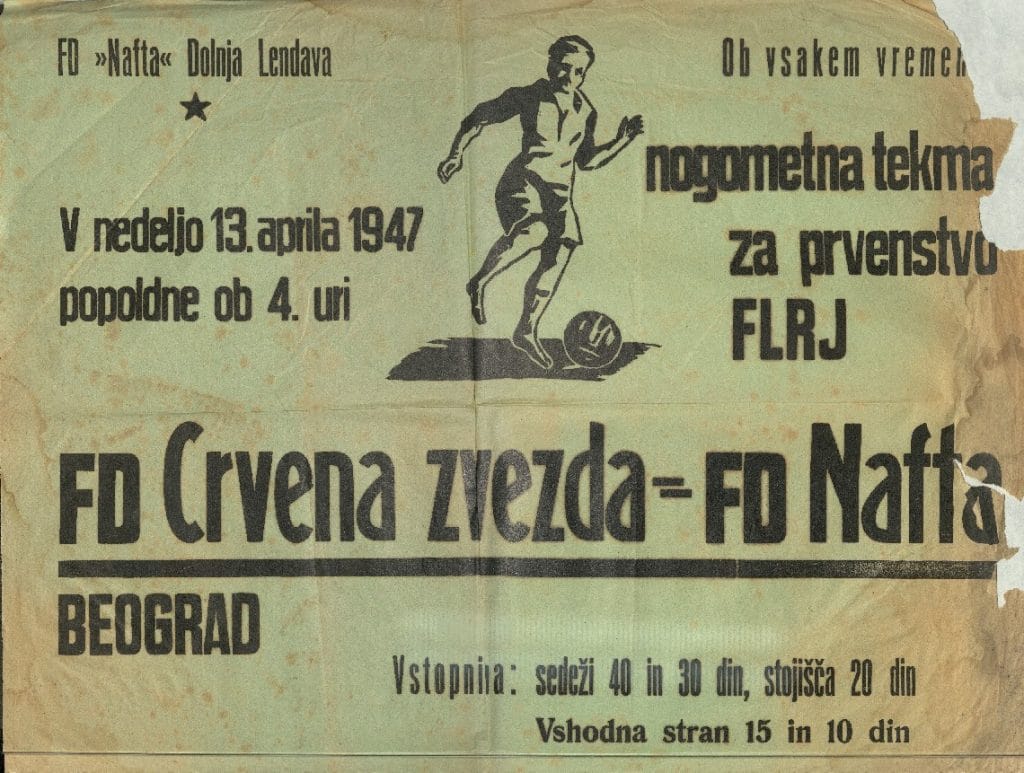 FD »Nafta« Dolnja Lendava
V nedeljo 13. aprila 1947
popoldne ob 4. uri
Ob vsakem vremen
nogometna tekma
za prvenstvo
FLRJ
FD Crvena zvezda = FD Nafta
BEOGRAD
Vstopnina: sedeži 40 in 30 din, stojišča 20 din
Vshodna stran 15 in 10 din